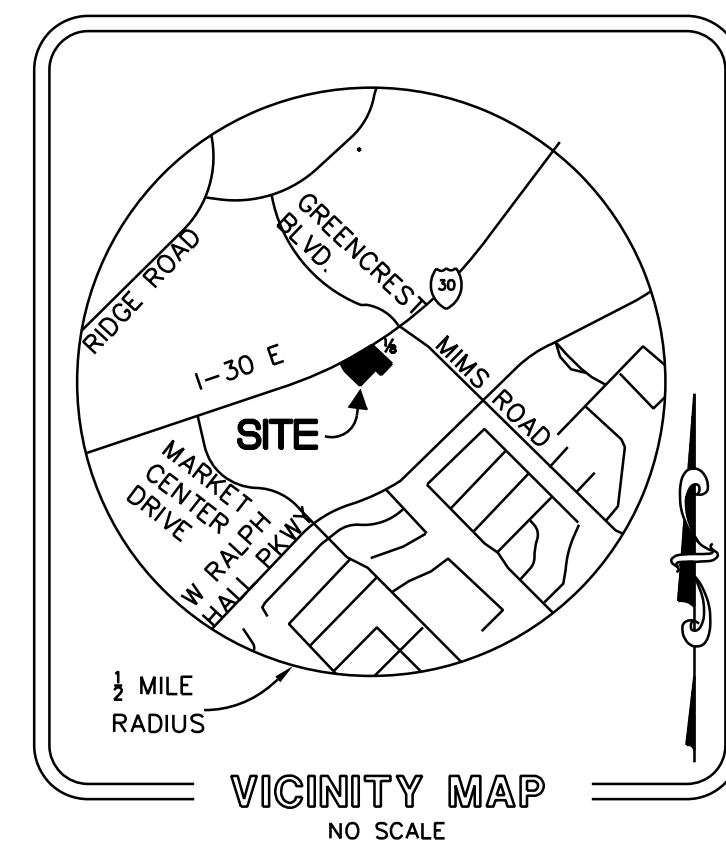 GREENCREST
BLVD.
RIDGE ROAD
30
I-30 E
MIMS ROAD
SITE
MARKET
CENTER
DRIVE
W RALPH
HALL PKWY
½ MILE
RADIUS
VICINITY MAP
NO SCALE